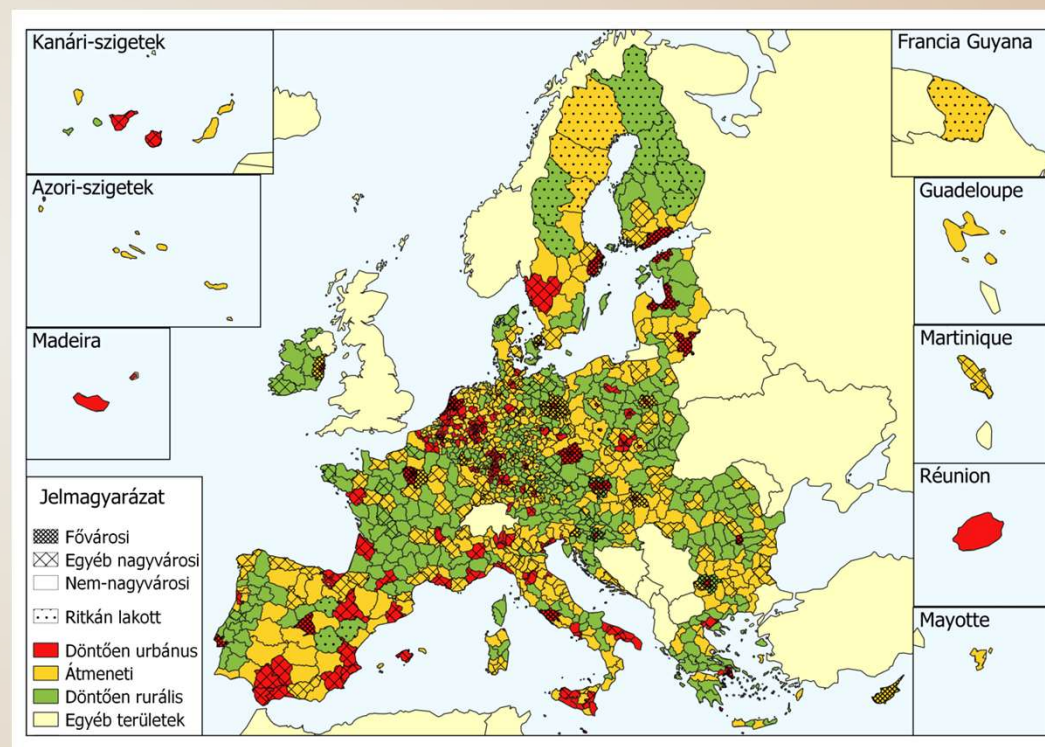 Kanári-szigetek
Francia Guyana
Azori-szigetek
Guadeloupe
Madeira
Martinique
Réunion
Mayotte
Jelmagyarázat
Fővárosi
Egyéb nagyvárosi
Nem-nagyvárosi
Ritkán lakott
Döntően urbánus
Átmeneti
Döntően rurális
Egyéb területek